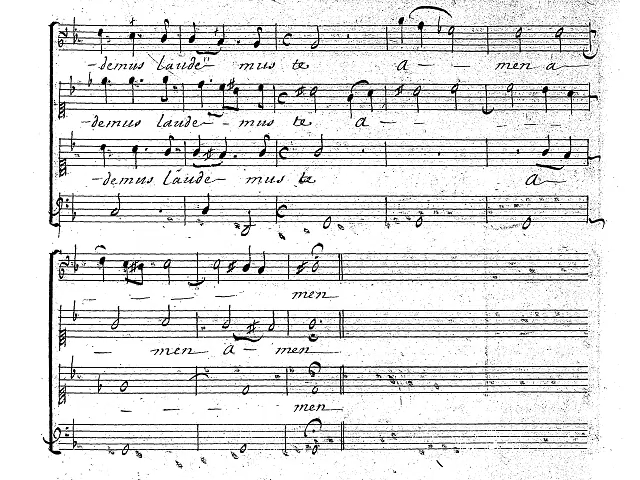 -demus laude- mus te a- men a-
-demus laude- - mus te a- - - - -
-demus laude- mus te a-
- - - - men
- men a- men
- - - - men